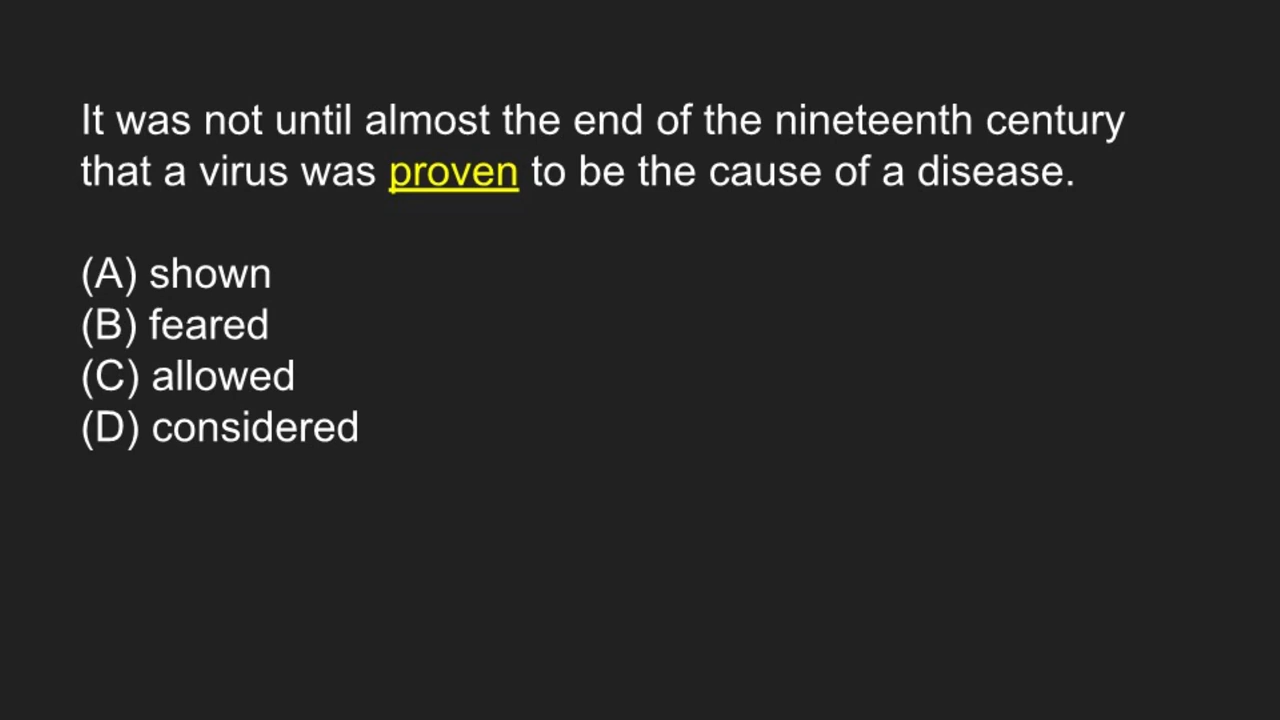 It was not until almost the end of the nineteenth century
that a virus was proven to be the cause of a disease.
(A) shown
(B) feared
(C) allowed
(D) considered